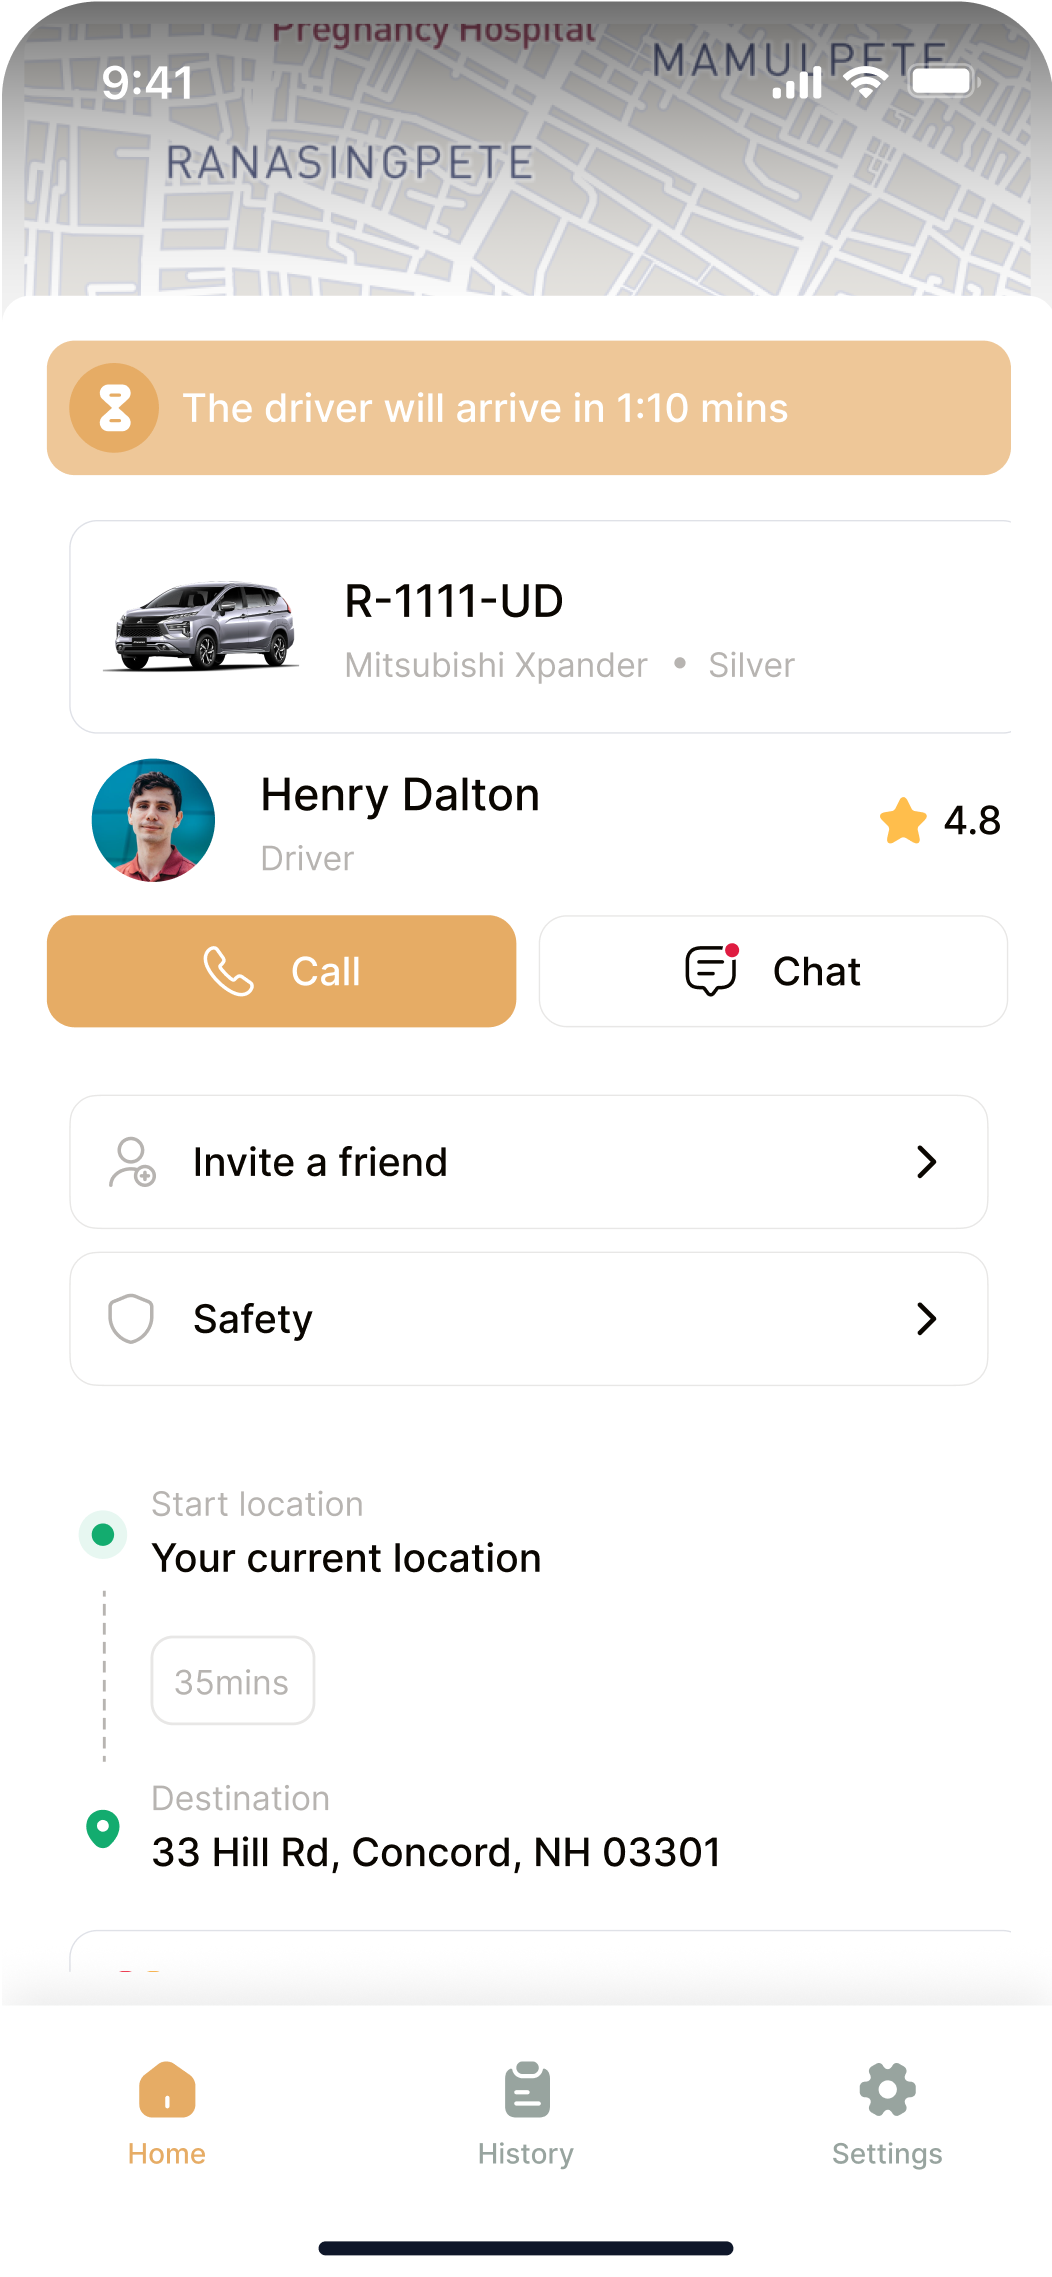 Pregnancy Hospital
MAMULPETE
9:41
RANASINGPETE
The driver will arrive in 1:10 mins
R-1111-UD
Mitsubishi Xpander • Silver
Henry Dalton
4.8
Driver
Call
Chat
Invite a friend
Safety
Start location
Your current location
35mins
Destination
33 Hill Rd, Concord, NH 03301
Home
History
Settings